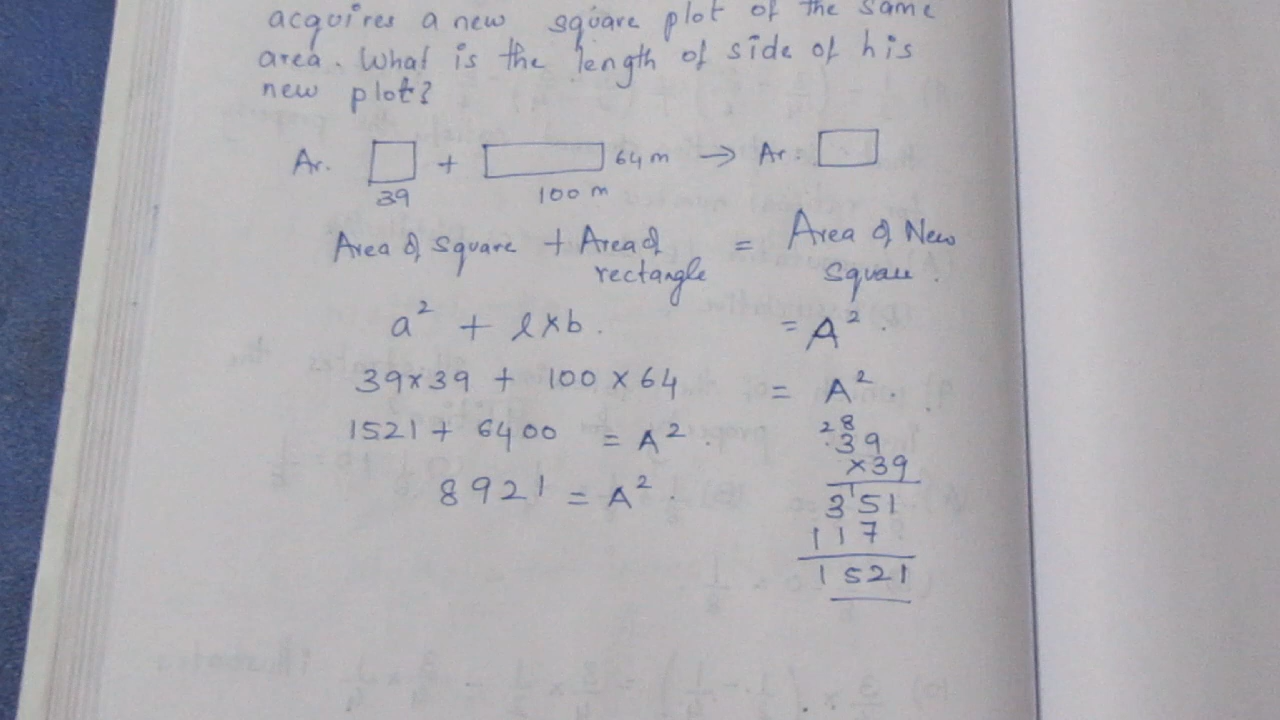 acquires a new square plot of the same
area. What is the length of side of his
new plot?
Ar. + 64 m → Ar.
39 100 m
Area of square + Area of rectangle = Area of New Square.
a² + l×b. = A².
39×39 + 100×64 = A².
1521 + 6400 = A².
8921 = A².
28
39
×39
1
351
117
1521